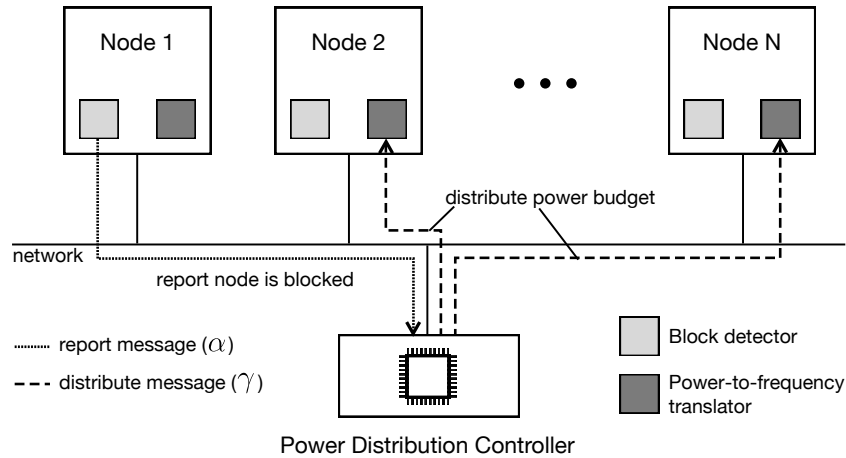 Node 1
Node 2
Node N
distribute power budget
network
report node is blocked
report message (α)
distribute message (γ)
Block detector
Power-to-frequency
translator
Power Distribution Controller